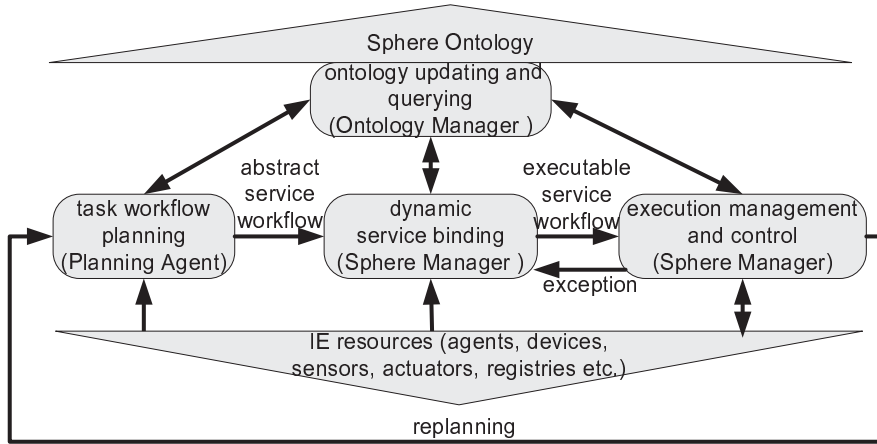 Sphere Ontology
ontology updating and
querying
(Ontology Manager )
abstract
service
workflow
executable
service
workflow
task workflow
planning
(Planning Agent)
dynamic
service binding
(Sphere Manager )
execution management
and control
(Sphere Manager)
exception
IE resources (agents, devices,
sensors, actuators, registries etc.)
replanning